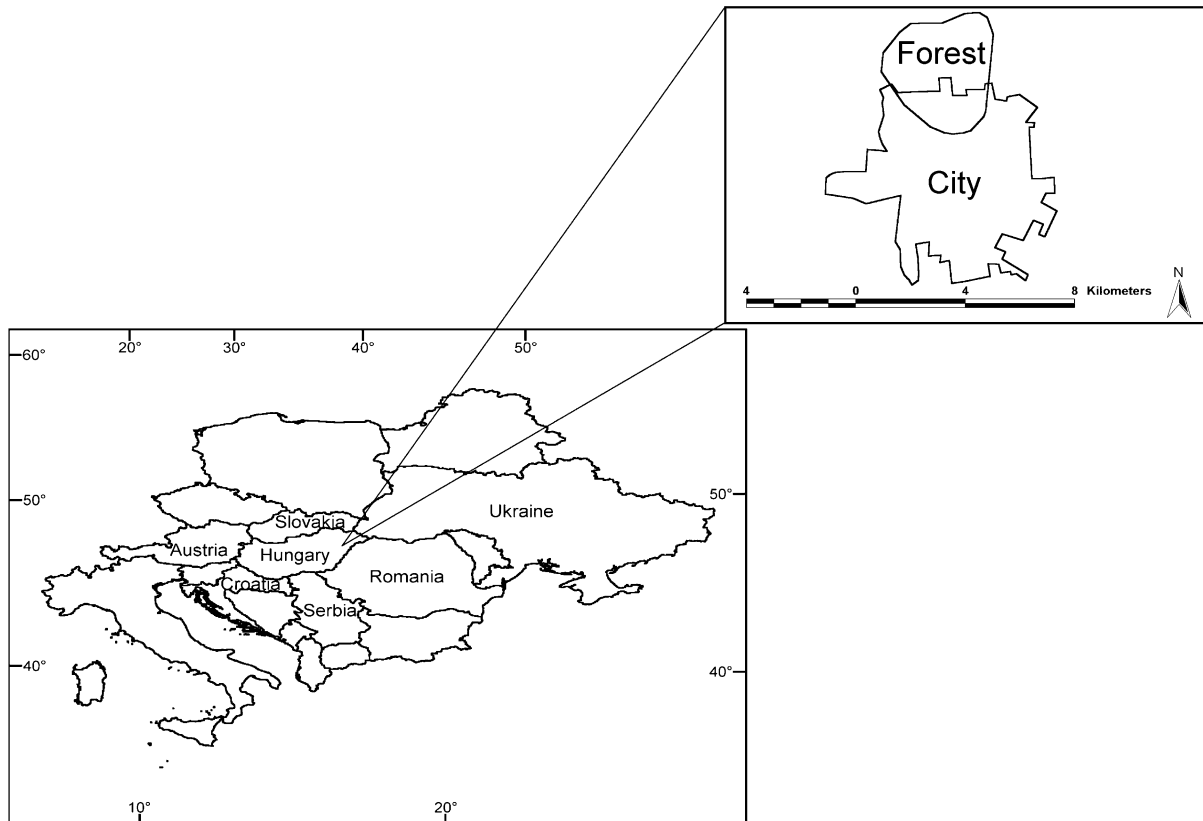 Forest
City
N
4 0 4 8 Kilometers
20° 30° 40° 50°
60°
50° 50°
Slovakia
Ukraine
Austria
Hungary
Croatia
Romania
Serbia
40° 40°
10° 20°